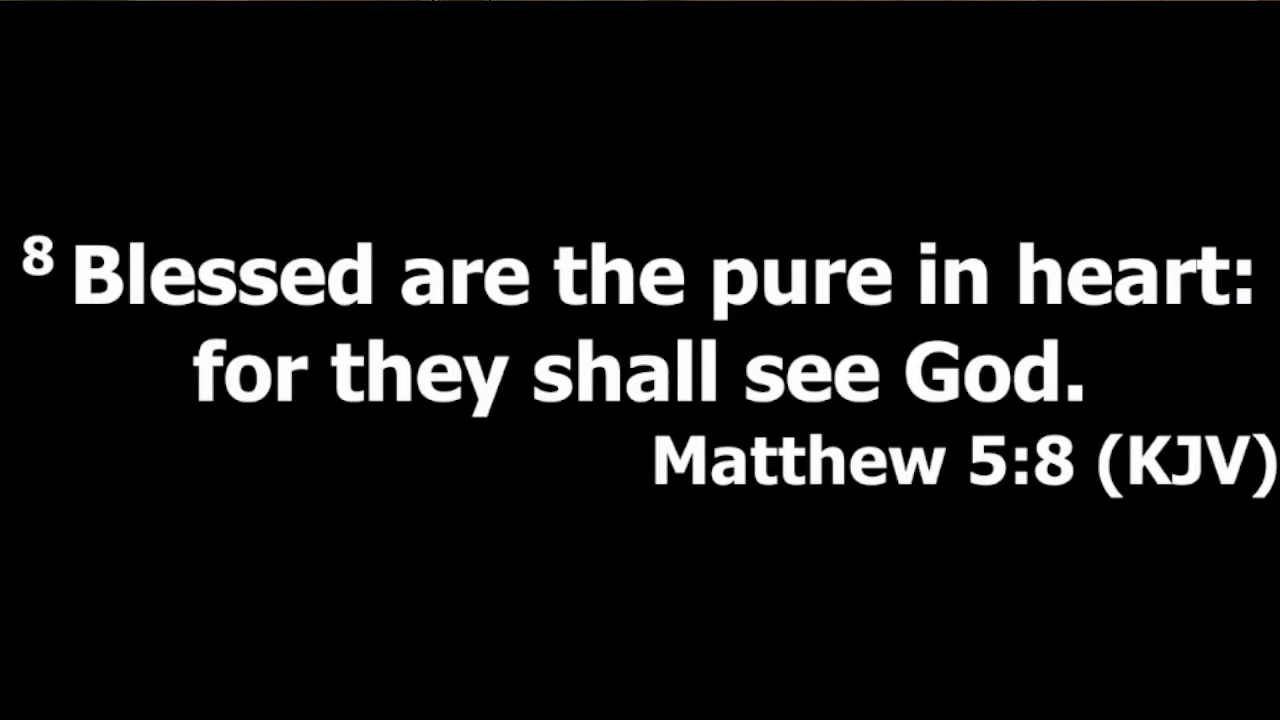 8 Blessed are the pure in heart:
for they shall see God.
Matthew 5:8 (KJV)